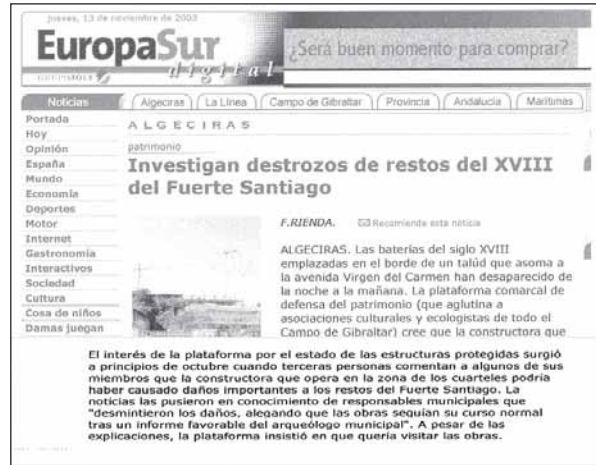 jueves, 13 de noviembre de 2003
EuropaSur
digital
¿Será buen momento para comprar?
Noticias
Algeciras
La Línea
Campo de Gibraltar
Provincia
Andalucía
Marítimas
Portada
Hoy
Opinión
España
Mundo
Economía
Deportes
Motor
Internet
Gastronomía
Interactivos
Sociedad
Cultura
Cosa de niños
Damas juegan
ALGECIRAS
patrimonio
Investigan destrozos de restos del XVIII
del Fuerte Santiago
F.RIENDA.
Recomiende esta noticia
ALGECIRAS. Las baterías del siglo XVIII
emplazadas en el borde de un talúd que asoma a
la avenida Virgen del Carmen han desaparecido de
la noche a la mañana. La plataforma comarcal de
defensa del patrimonio (que aglutina a
asociaciones culturales y ecologistas de todo el
Campo de Gibraltar) cree que la constructora que
El interés de la plataforma por el estado de las estructuras protegidas surgió
a principios de octubre cuando terceras personas comentan a algunos de sus
miembros que la constructora que opera en la zona de los cuarteles podría
haber causado daños importantes a los restos del Fuerte Santiago. La
noticias las pusieron en conocimiento de responsables municipales que
"desmintieron los daños, alegando que las obras seguían su curso normal
tras un informe favorable del arqueólogo municipal". A pesar de las
explicaciones, la plataforma insistió en que quería visitar las obras.